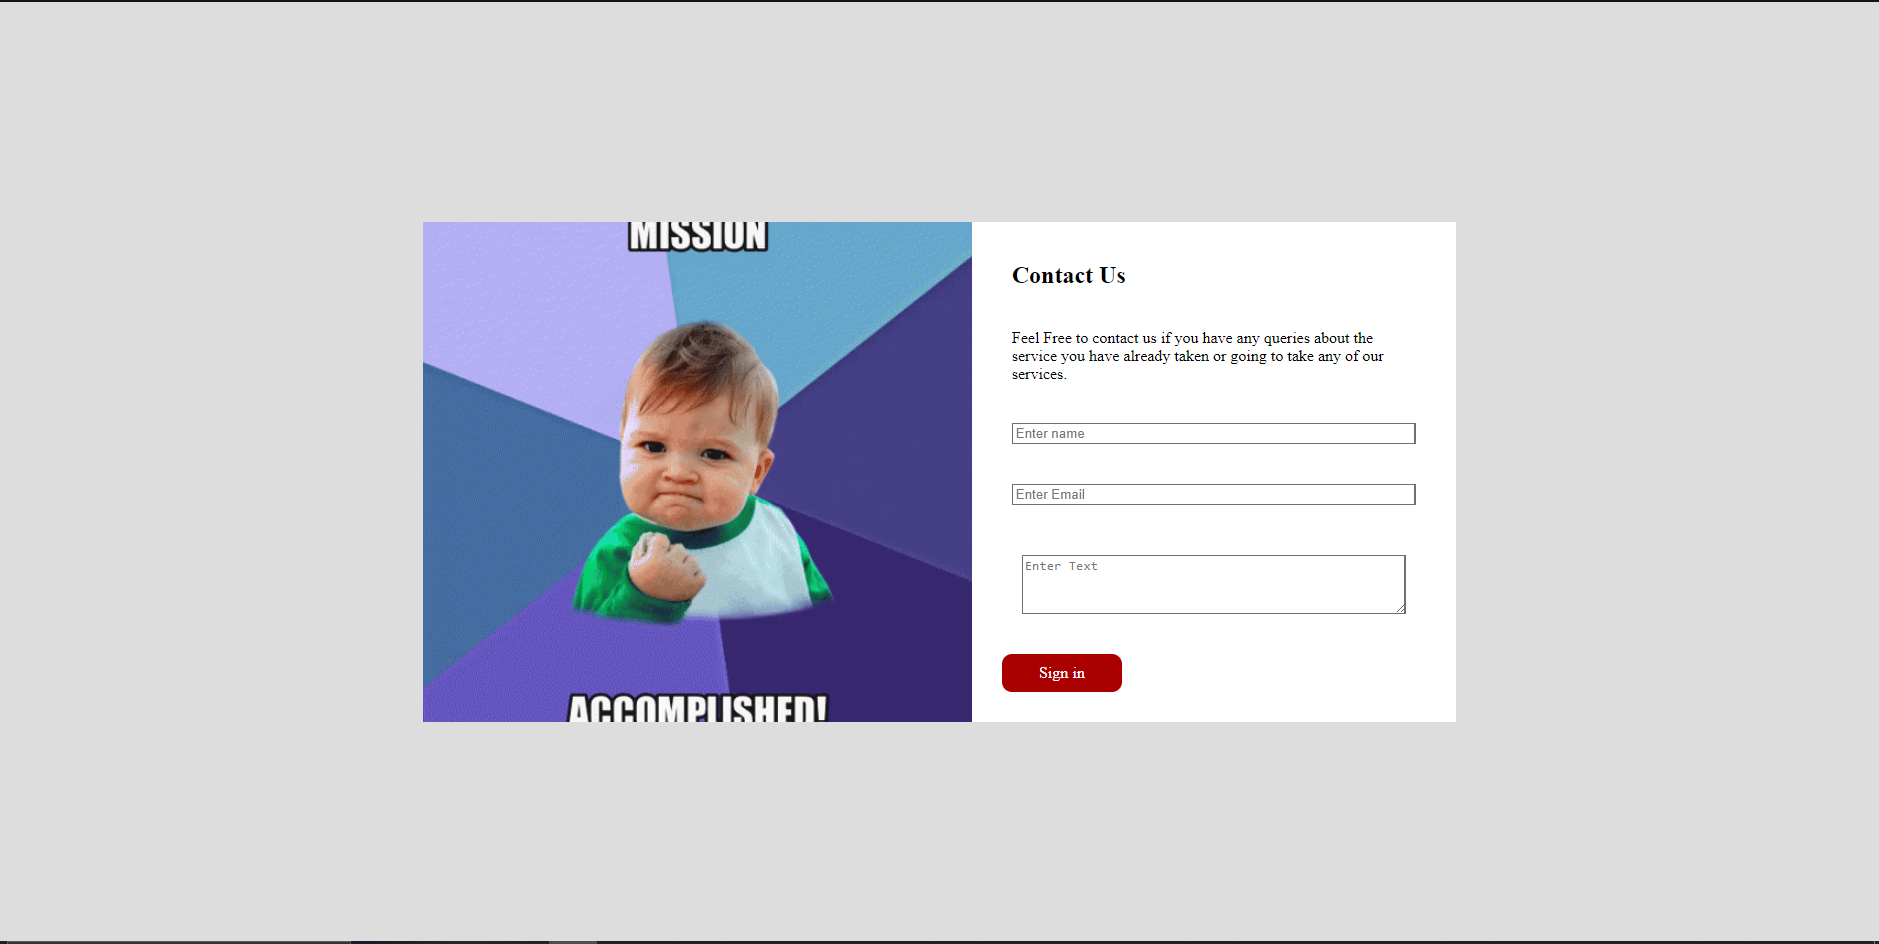 MISSION
ACCOMPLISHED!
Contact Us
Feel Free to contact us if you have any queries about the
service you have already taken or going to take any of our
services.
Enter name
Enter Email
Enter Text
Sign in